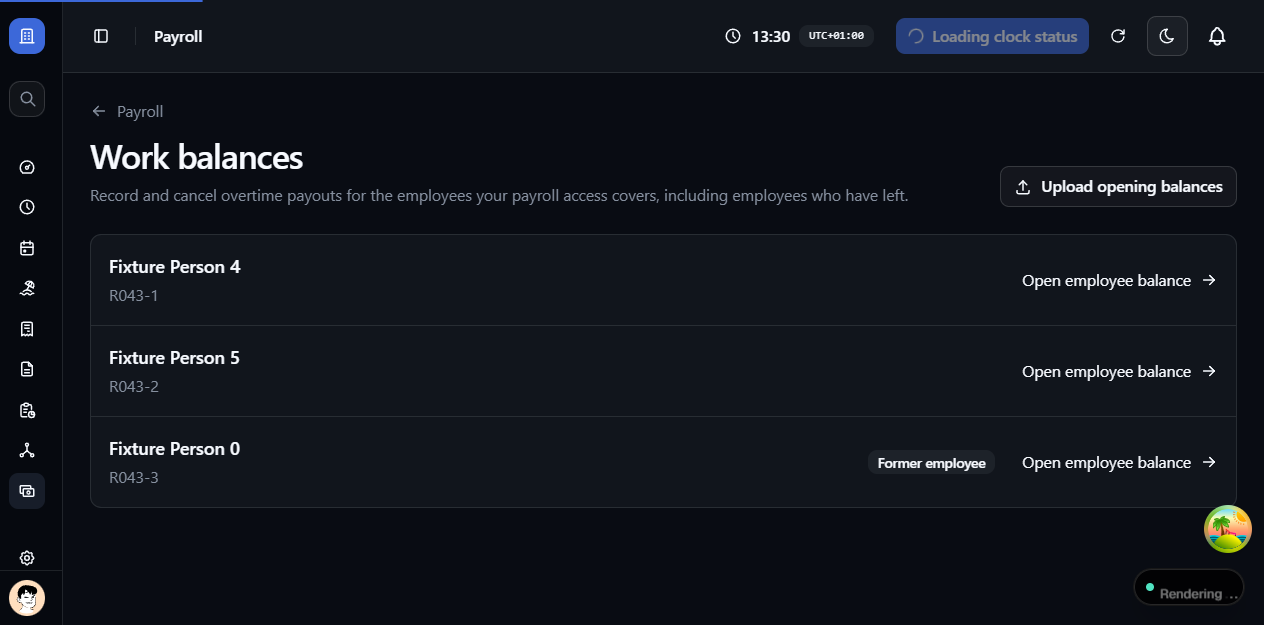 Payroll
13:30 UTC+01:00
Loading clock status
Payroll
Work balances
Record and cancel overtime payouts for the employees your payroll access covers, including employees who have left.
Upload opening balances
Fixture Person 4
R043-1
Open employee balance
Fixture Person 5
R043-2
Open employee balance
Fixture Person 0
R043-3
Former employee
Open employee balance
Rendering ...